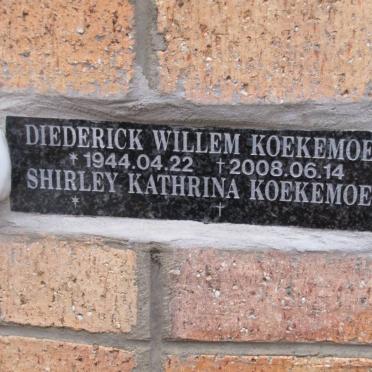 DIEDERICK WILLEM KOEKEMOE
* 1944.04.22 †2008.06.14
SHIRLEY KATHRINA KOEKEMOE
* †